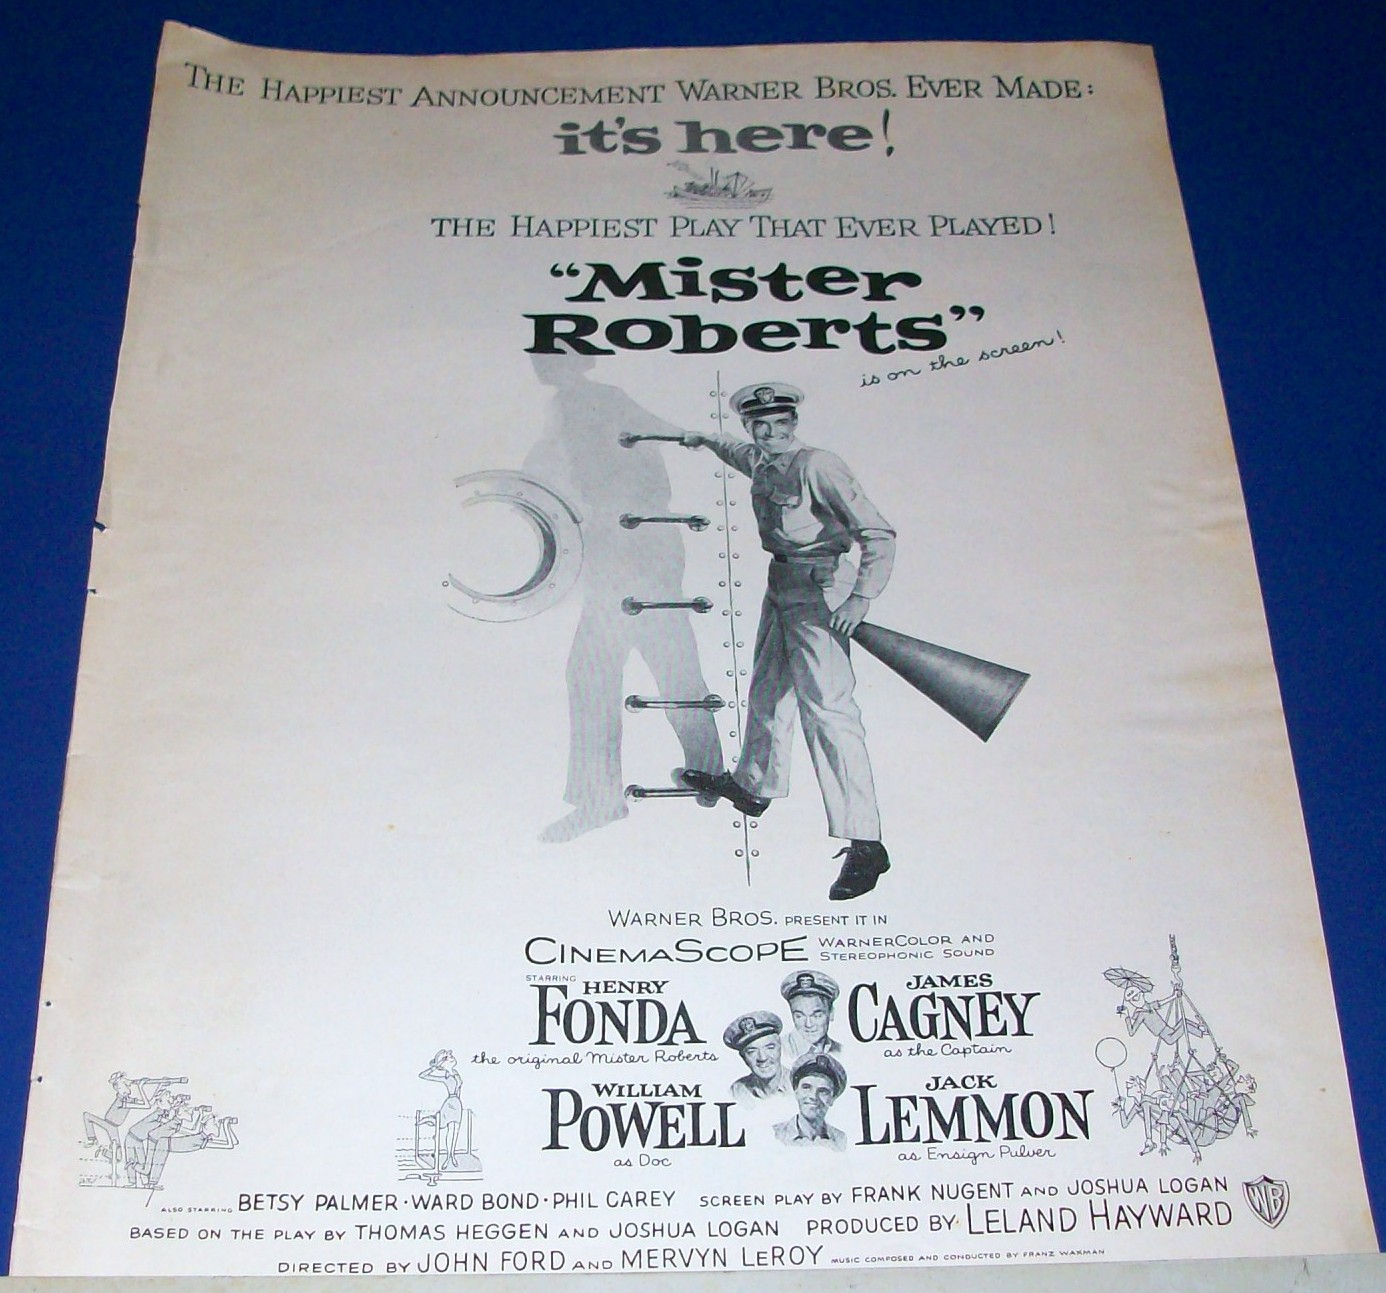 THE HAPPIEST ANNOUNCEMENT WARNER BROS. EVER MADE:
it's here!
THE HAPPIEST PLAY THAT EVER PLAYED!
"Mister
Roberts"
is on the screen!
WARNER BROS. PRESENT IT IN
CINEMASCOPE WARNERCOLOR AND
STEREOPHONIC SOUND
STARRING HENRY
FONDA
the original Mister Roberts
JAMES
CAGNEY
as the Captain
WILLIAM
POWELL
as Doc
JACK
LEMMON
as Ensign Pulver
ALSO STARRING BETSY PALMER · WARD BOND · PHIL CAREY SCREEN PLAY BY FRANK NUGENT AND JOSHUA LOGAN
WB
BASED ON THE PLAY BY THOMAS HEGGEN AND JOSHUA LOGAN PRODUCED BY LELAND HAYWARD
DIRECTED BY JOHN FORD AND MERVYN LeROY MUSIC COMPOSED AND CONDUCTED BY FRANZ WAXMAN